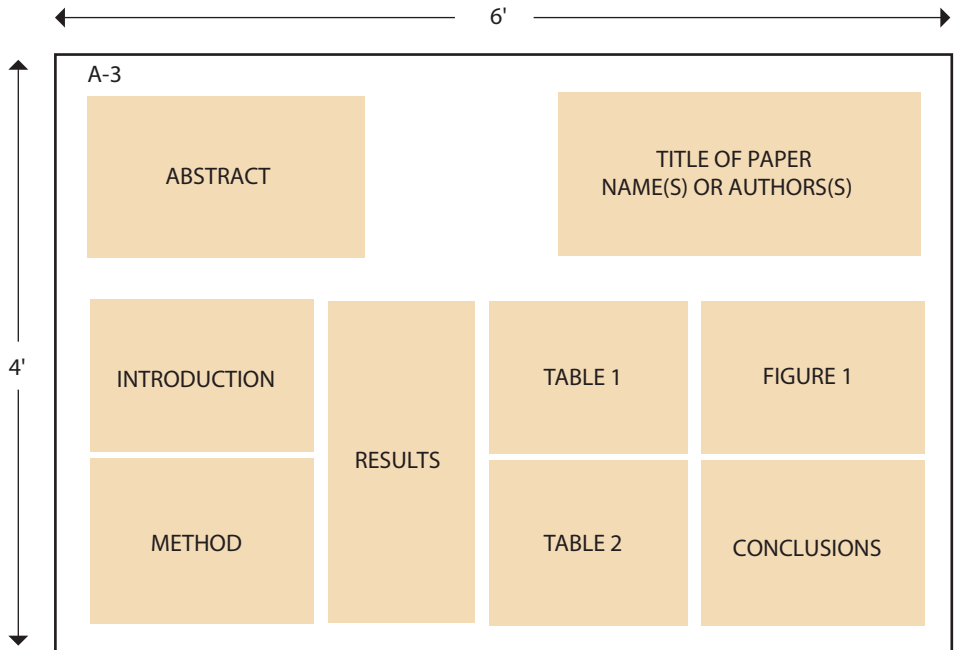 6'
A-3
ABSTRACT
TITLE OF PAPER
NAME(S) OR AUTHORS(S)
4'
INTRODUCTION
METHOD
RESULTS
TABLE 1
TABLE 2
FIGURE 1
CONCLUSIONS